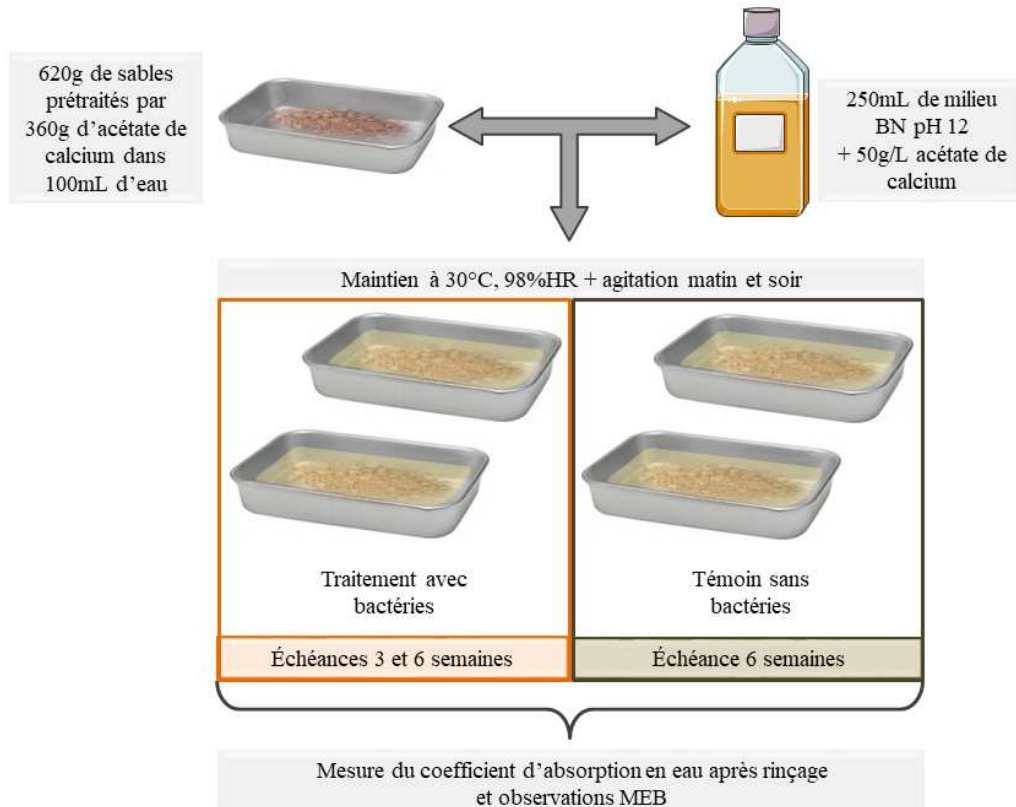 620g de sables
prétraités par
360g d'acétate de
calcium dans
100mL d'eau
250mL de milieu
BN pH 12
+ 50g/L acétate de
calcium
Maintien à 30°C, 98%HR + agitation matin et soir
Traitement avec
bactéries
Témoin sans
bactéries
Échéances 3 et 6 semaines
Échéance 6 semaines
Mesure du coefficient d'absorption en eau après rinçage
et observations MEB